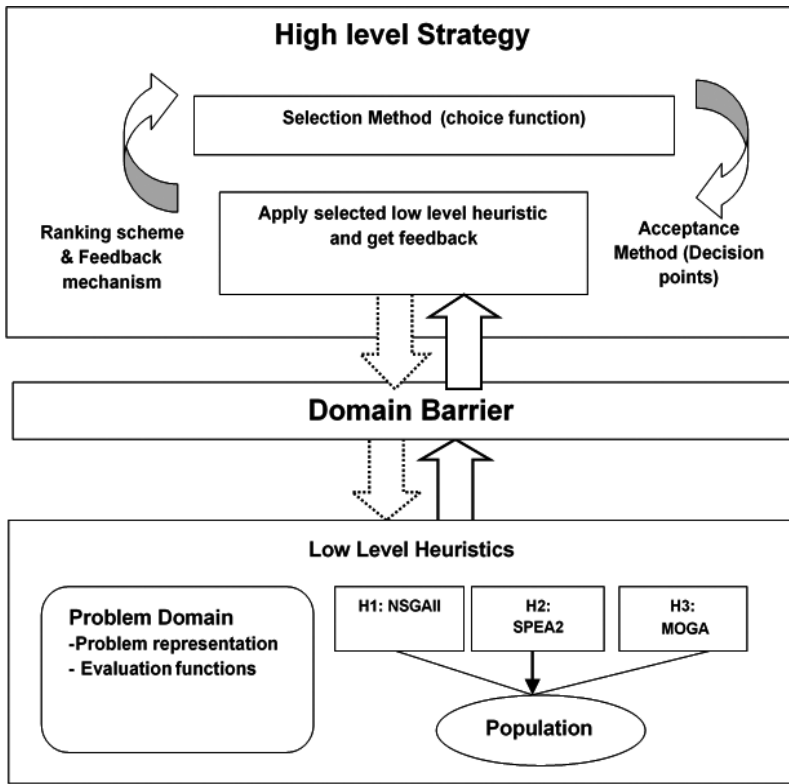 High level Strategy
Selection Method (choice function)
Apply selected low level heuristic
and get feedback
Ranking scheme
& Feedback
mechanism
Acceptance
Method (Decision
points)
Domain Barrier
Low Level Heuristics
Problem Domain
-Problem representation
- Evaluation functions
H1: NSGAII
H2:
SPEA2
H3:
MOGA
Population